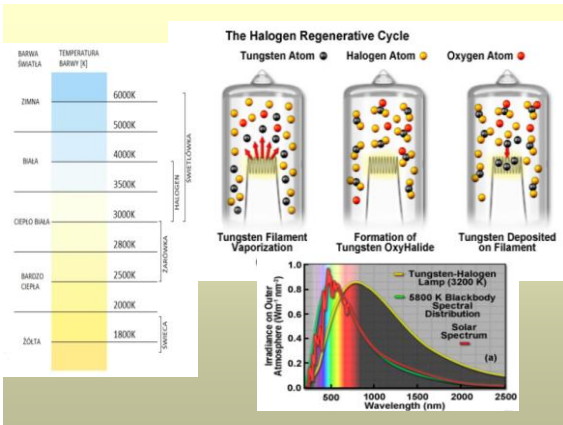 BARWA
ŚWIATŁA
TEMPERATURA
BARWY [K]
ZIMNA
BIAŁA
CIEPŁO BIAŁA
BARDZO
CIEPŁA
ŻÓŁTA
6000K
5000K
4000K
3500K
3000K
2800K
2500K
2000K
1800K
HALOGEN
ŚWIETLÓWKA
ŻARÓWKA
ŚWIECA
The Halogen Regenerative Cycle
Tungsten Atom
Halogen Atom
Oxygen Atom
Tungsten Filament
Vaporization
Formation of
Tungsten OxyHalide
Tungsten Deposited
on Filament
Irradiance on Outer
Atmosphere (Wm⁻² nm⁻¹)
1.0
0.8
0.6
0.4
0.2
0.0
Tungsten-Halogen
Lamp (3200 K)
5800 K Blackbody
Spectral
Distribution
Solar
Spectrum
(a)
500
1000
1500
2000
2500
Wavelength (nm)